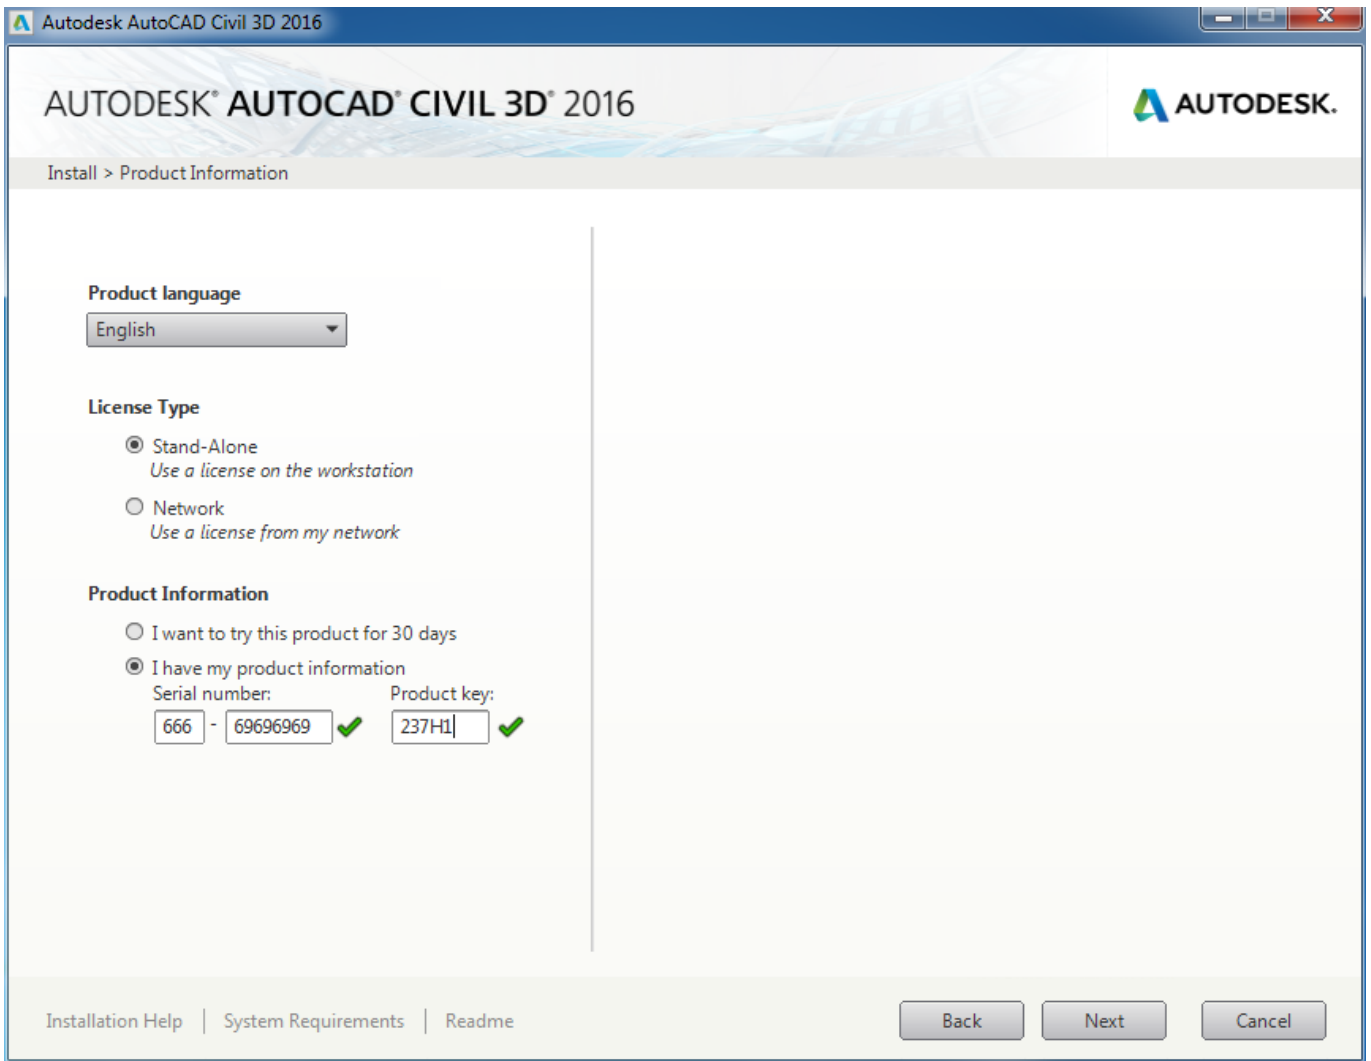 Autodesk AutoCAD Civil 3D 2016
AUTODESK® AUTOCAD® CIVIL 3D® 2016
AUTODESK.
Install > Product Information
Product language
English
License Type
Stand-Alone
Use a license on the workstation
Network
Use a license from my network
Product Information
I want to try this product for 30 days
I have my product information
Serial number: Product key:
666 - 69696969 237H1
Installation Help | System Requirements | Readme
Back Next Cancel